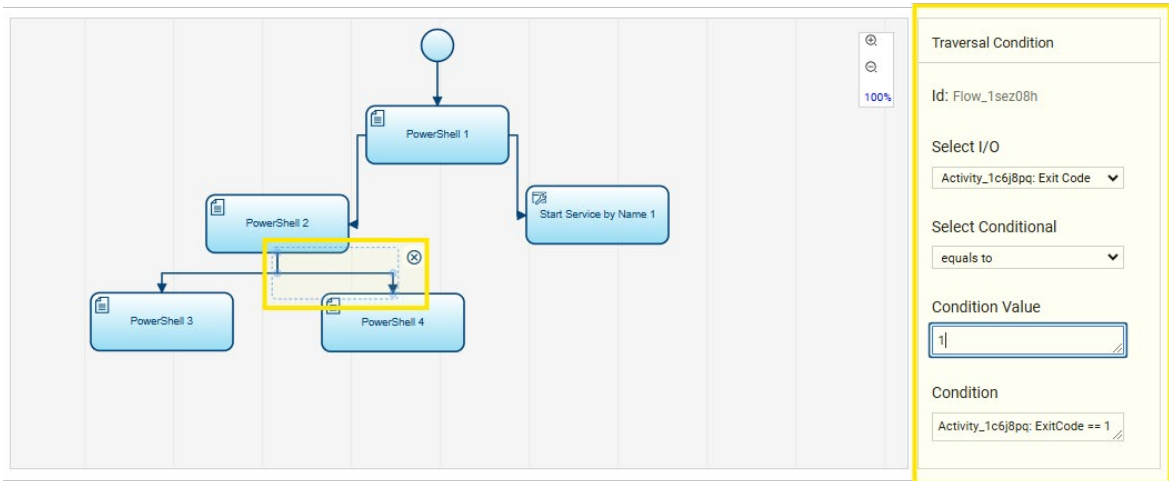 100%
PowerShell 1
PowerShell 2
Start Service by Name 1
PowerShell 3
PowerShell 4
Traversal Condition
Id: Flow_1sez08h
Select I/O
Activity_1c6j8pq: Exit Code
Select Conditional
equals to
Condition Value
1
Condition
Activity_1c6j8pq: ExitCode == 1